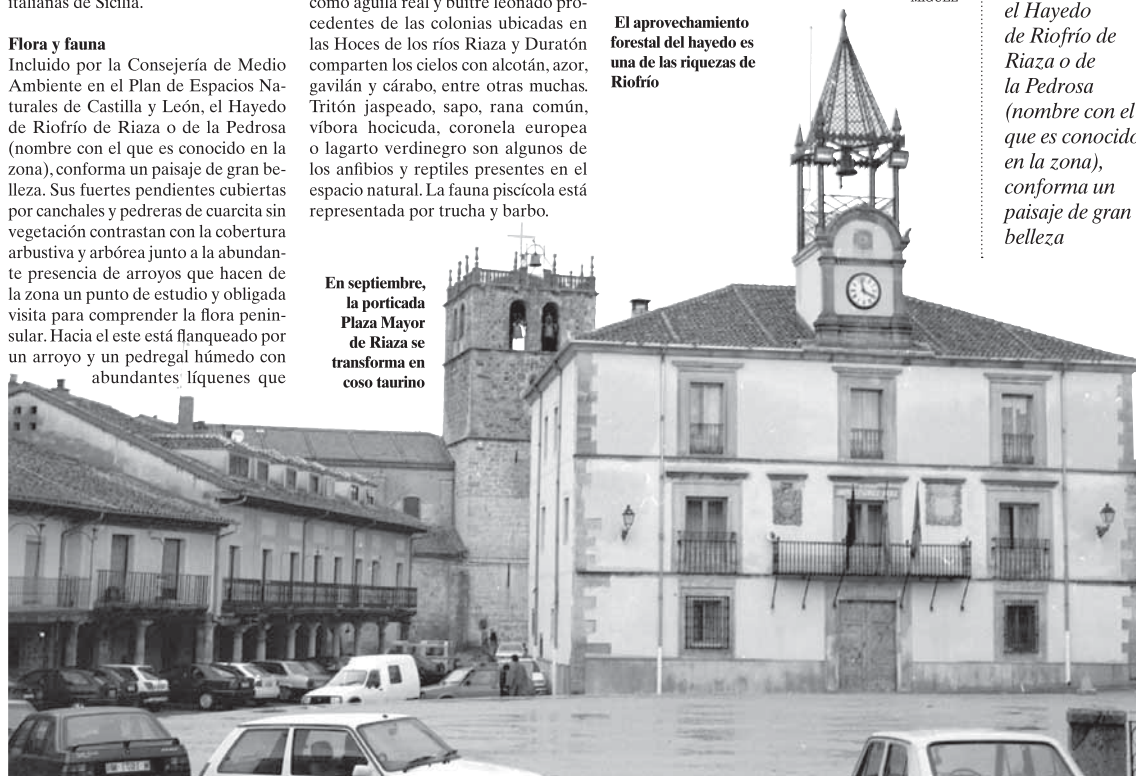 italianas de Sicilia.
Flora y fauna
Incluido por la Consejería de Medio
Ambiente en el Plan de Espacios Na-
turales de Castilla y León, el Hayedo
de Riofrío de Riaza o de la Pedrosa
(nombre con el que es conocido en la
zona), conforma un paisaje de gran be-
lleza. Sus fuertes pendientes cubiertas
por canchales y pedreras de cuarcita sin
vegetación contrastan con la cobertura
arbustiva y arbórea junto a la abundan-
te presencia de arroyos que hacen de
la zona un punto de estudio y obligada
visita para comprender la flora penin-
sular. Hacia el este está flanqueado por
un arroyo y un pedregal húmedo con
abundantes líquenes que
como águila real y buitre leonado pro-
cedentes de las colonias ubicadas en
las Hoces de los ríos Riaza y Duratón
comparten los cielos con alcotán, azor,
gavilán y cárabo, entre otras muchas.
Tritón jaspeado, sapo, rana común,
víbora hocicuda, coronela europea
o lagarto verdinegro son algunos de
los anfibios y reptiles presentes en el
espacio natural. La fauna piscícola está
representada por trucha y barbo.
En septiembre,
la porticada
Plaza Mayor
de Riaza se
transforma en
coso taurino
El aprovechamiento
forestal del hayedo es
una de las riquezas de
Riofrío
MIGUEL
el Hayedo
de Riofrío de
Riaza o de
la Pedrosa
(nombre con el
que es conocido
en la zona),
conforma un
paisaje de gran
belleza